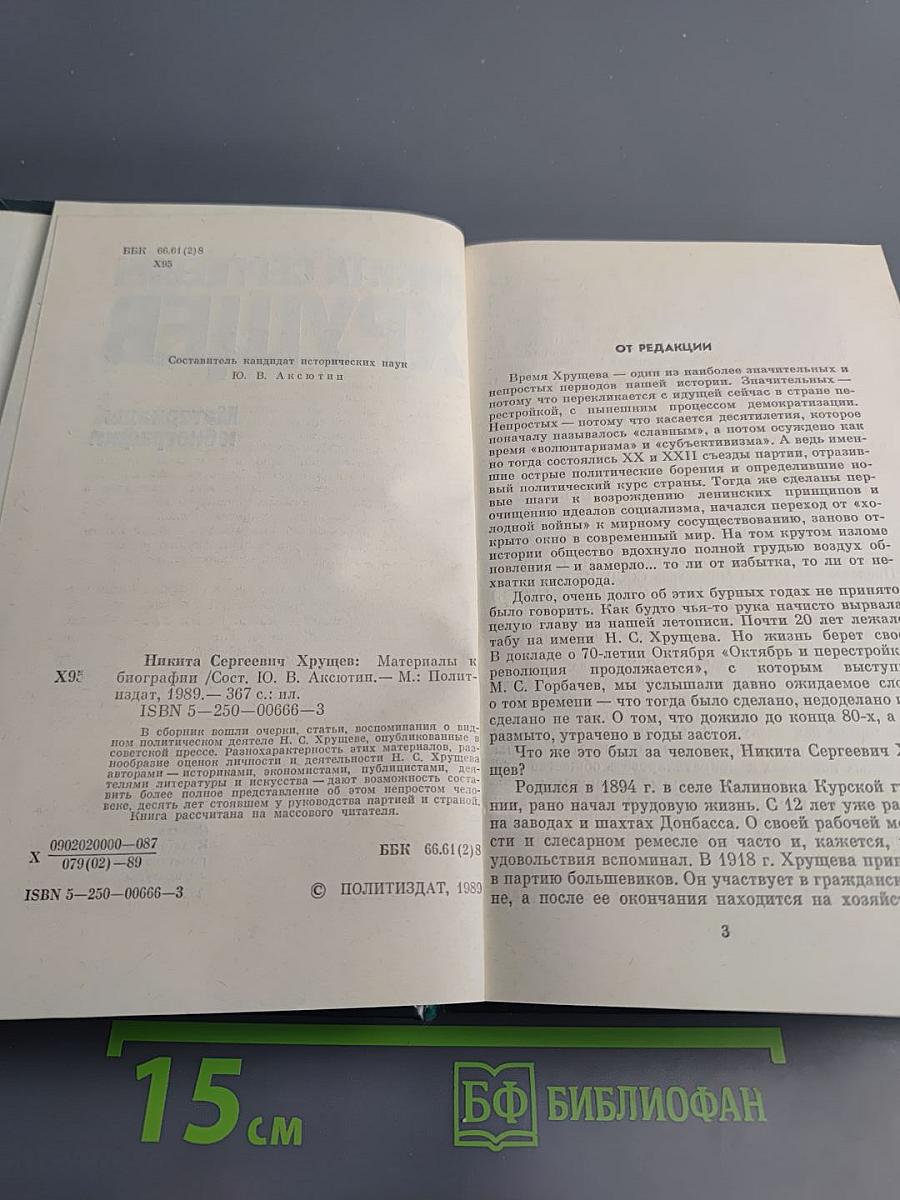 ББК 66.61(2)8
Х95
Составитель кандидат исторических наук
Ю. В. Аксютин
Никита Сергеевич Хрущев: Материалы к
Х95 биографии /Сост. Ю. В. Аксютин.— М.: Полит-
издат, 1989.— 367 с.: ил.
ISBN 5—250—00666—3
В сборник вошли очерки, статьи, воспоминания о вид-
ном политическом деятеле Н. С. Хрущеве, опубликованные в
советской прессе. Разнохарактерность этих материалов, раз-
нообразие оценок личности и деятельности Н. С. Хрущева
авторами — историками, экономистами, публицистами, дея-
телями литературы и искусства — дают возможность соста-
вить более полное представление об этом непростом чело-
веке, десять лет стоявшем у руководства партией и страной.
Книга рассчитана на массового читателя.
Х 0902020000—087
079(02)—89
ББК 66.61(2)8
ISBN 5—250—00666—3
© ПОЛИТИЗДАТ, 1989
ОТ РЕДАКЦИИ
Время Хрущева — один из наиболее значительных и
непростых периодов нашей истории. Значительных —
потому что перекликается с идущей сейчас в стране пе-
рестройкой, с нынешним процессом демократизации.
Непростых — потому что касается десятилетия, которое
поначалу называлось «славным», а потом осуждено как
время «волюнтаризма» и «субъективизма». А ведь имен-
но тогда состоялись XX и XXII съезды партии, отразив-
шие острые политические борения и определившие но-
вый политический курс страны. Тогда же сделаны пер-
вые шаги к возрождению ленинских принципов и
очищению идеалов социализма, начался переход от «хо-
лодной войны» к мирному сосуществованию, заново от-
крыто окно в современный мир. На том крутом изломе
истории общество вдохнуло полной грудью воздух об-
новления — и замерло... то ли от избытка, то ли от не-
хватки кислорода.
Долго, очень долго об этих бурных годах не принято
было говорить. Как будто чья-то рука начисто вырвала
целую главу из нашей летописи. Почти 20 лет лежал
табу на имени Н. С. Хрущева. Но жизнь берет свое
В докладе о 70-летии Октября «Октябрь и перестройка
революция продолжается», с которым выступи
М. С. Горбачев, мы услышали давно ожидаемое сло
о том времени — что тогда было сделано, недоделано и
сделано не так. О том, что дожило до конца 80-х, а
размыто, утрачено в годы застоя.
Что же это был за человек, Никита Сергеевич Х
щев?
Родился в 1894 г. в селе Калиновка Курской гу
нии, рано начал трудовую жизнь. С 12 лет уже ра
на заводах и шахтах Донбасса. О своей рабочей мо
сти и слесарном ремесле он часто и, кажется,
удовольствия вспоминал. В 1918 г. Хрущева прин
в партию большевиков. Он участвует в гражданск
не, а после ее окончания находится на хозяйст
3
15 см
БФ БИБЛИОФАН